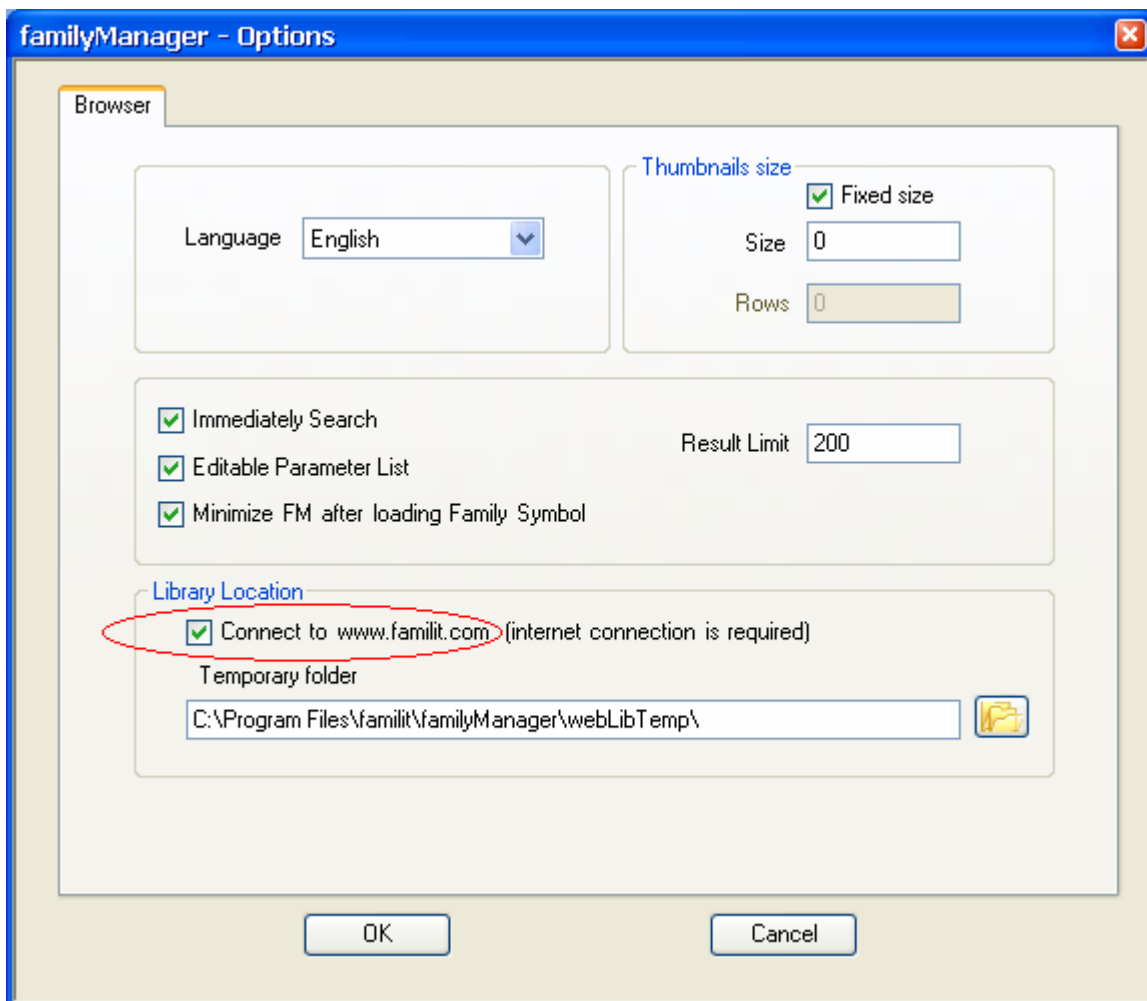 familyManager - Options
Browser
Language English
Thumbnails size
Fixed size
Size 0
Rows 0
Immediately Search
Editable Parameter List
Minimize FM after loading Family Symbol
Result Limit 200
Library Location
Connect to www.familit.com (internet connection is required)
Temporary folder
C:\Program Files\familit\familyManager\webLibTemp\
OK Cancel